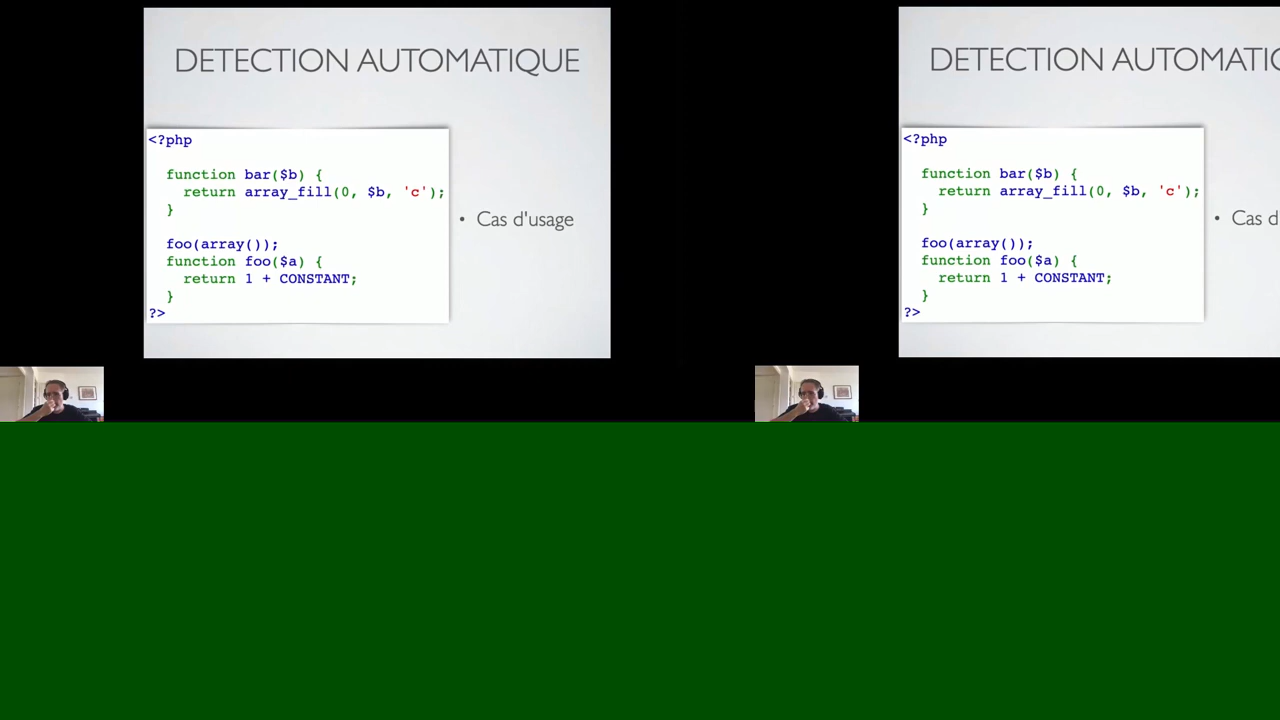 DETECTION AUTOMATIQUE
<?php
function bar($b) {
return array_fill(0, $b, 'c');
}
foo(array());
function foo($a) {
return 1 + CONSTANT;
}
?>
• Cas d'usage
DETECTION AUTOMATIC
<?php
function bar($b) {
return array_fill(0, $b, 'c');
}
foo(array());
function foo($a) {
return 1 + CONSTANT;
}
?>
• Cas d